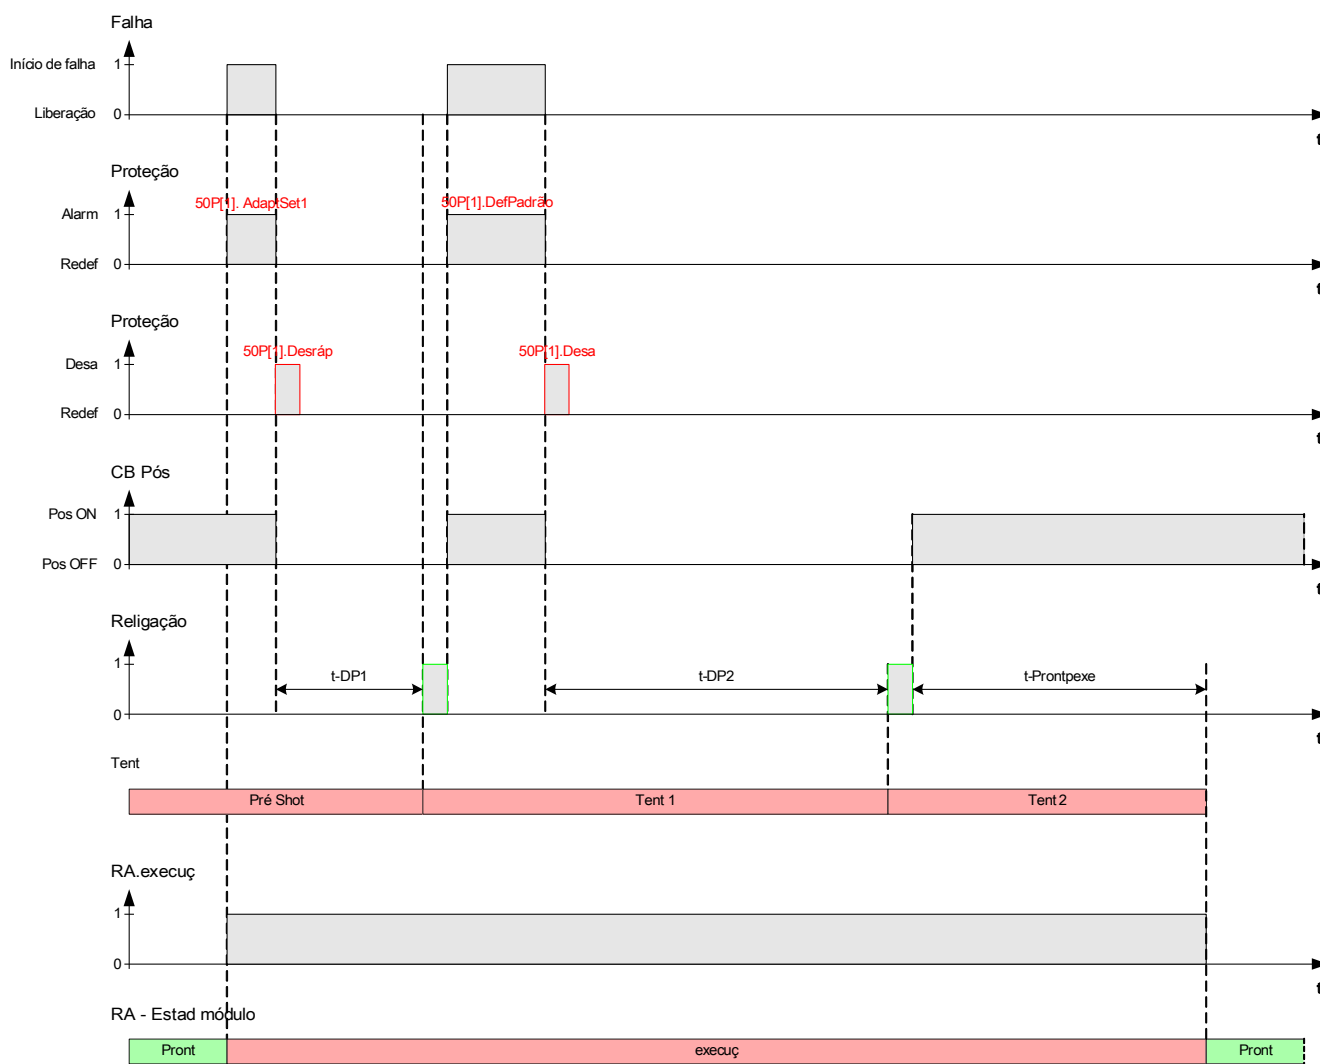 Falha
Início de falha 1
Liberação 0
t
Proteção
50P[1]. AdaptSet1 50P[1].DefPadrão
Alarm 1
Redef 0
t
Proteção
50P[1].Desráp 50P[1].Desa
Desa 1
Redef 0
t
CB Pós
Pos ON 1
Pos OFF 0
t
Religação
1
t-DP1 t-DP2 t-Prontpexe
0
t
Tent
Pré Shot Tent 1 Tent 2
RA.execuç
1
0
t
RA - Estad módulo
Pront execuç Pront